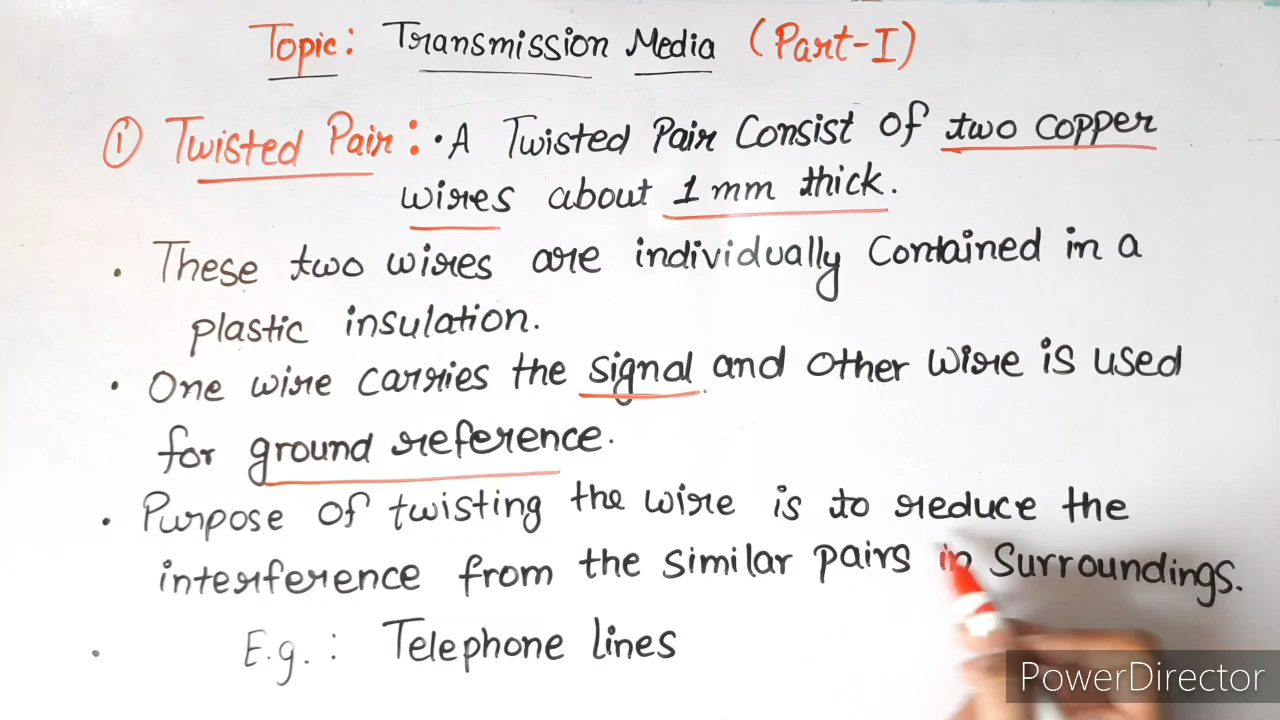 Topic: Transmission Media (Part-I)
① Twisted Pair: • A Twisted Pair Consist Of two copper
wires about 1 mm thick.
• These two wires are individually Contained in a
plastic insulation.
• One wire carries the signal and other wire is used
for ground reference.
• Purpose of twisting the wire is to reduce the
interference from the similar pairs in Surroundings.
• E.g. : Telephone lines
PowerDirector